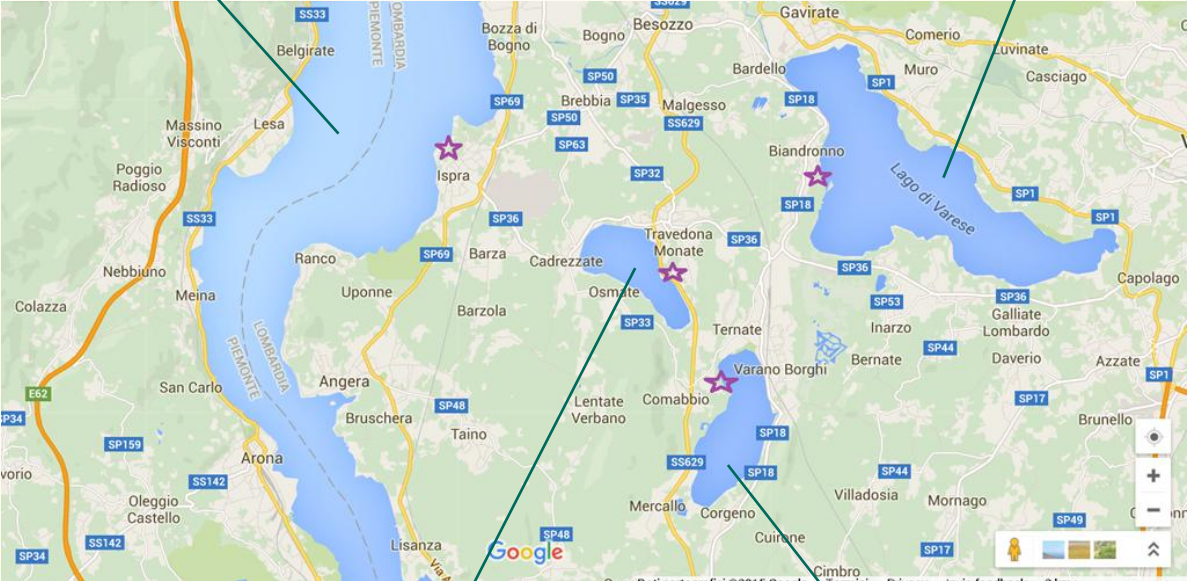 SS33
Bozza di
Bogno
Bogno
Besozzo
SS629
Gavirate
Comerio
Luvinate
Belgirate
PIEMONTE
LOMBARDIA
SP50
Bardello
SP1
Muro
Casciago
SP69
Brebbia
SP35
Malgesso
SP18
Massino
Visconti
Lesa
SP50
SS629
SP63
Biandronno
Poggio
Radioso
Ispra
SP32
SP18
Lago di Varese
SP1
SS33
SP36
SP1
Travedona
Monate
SP36
SP69
Barza
Cadrezzate
Ranco
SP36
Nebbiuno
Capolago
Meina
Uponne
Osmate
SP53
SP36
Colazza
Barzola
SP33
Galliate
Lombardo
Ternate
Inarzo
LOMBARDIA
PIEMONTE
SP44
Bernate
Daverio
Azzate
Varano Borghi
SP1
San Carlo
Angera
E62
Comabbio
SP17
SP34
SP48
Lentate
Verbano
Bruschera
Brunello
Taino
SP18
SP159
Arona
SS629
SP18
SP44
SS142
Villadosia
Mornago
Oleggio
Castello
Mercallo
Corgeno
SP49
SP48
Cuirone
SS142
Lisanza
Google
SP17
SP34
Cimbro